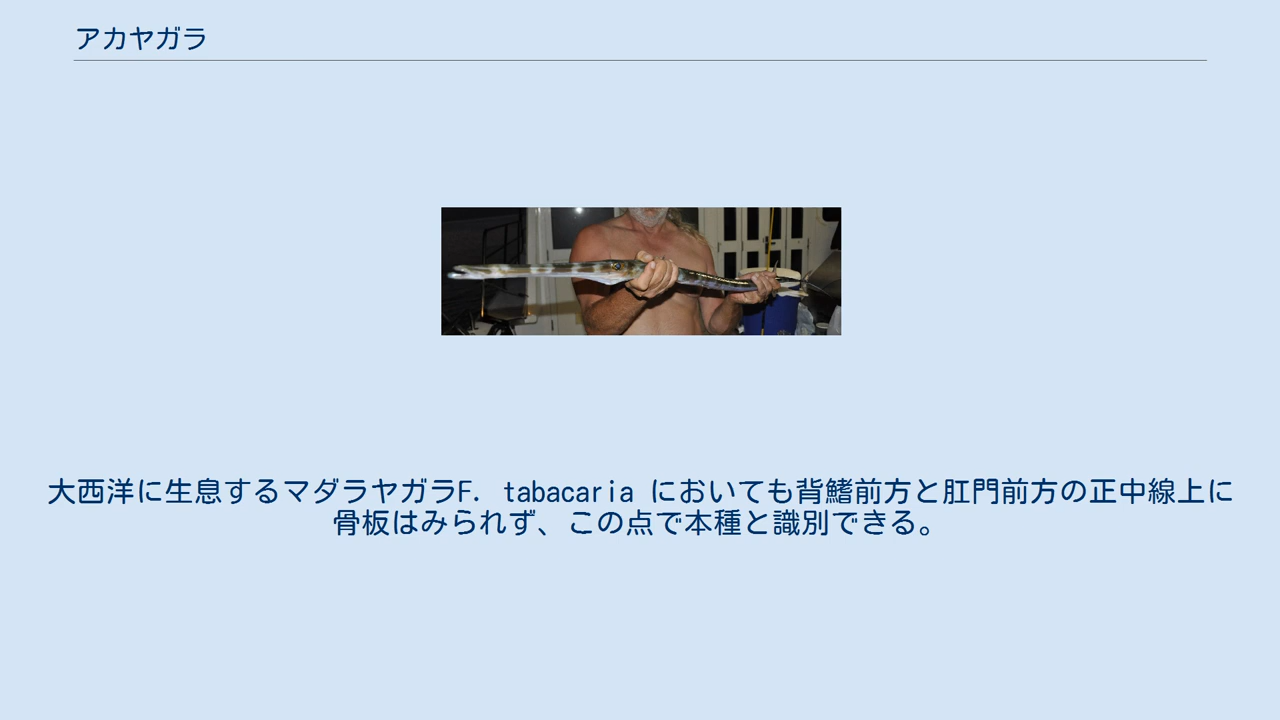 アカヤガラ
大西洋に生息するマダラヤガラF. tabacaria においても背鰭前方と肛門前方の正中線上に
骨板はみられず、この点で本種と識別できる。